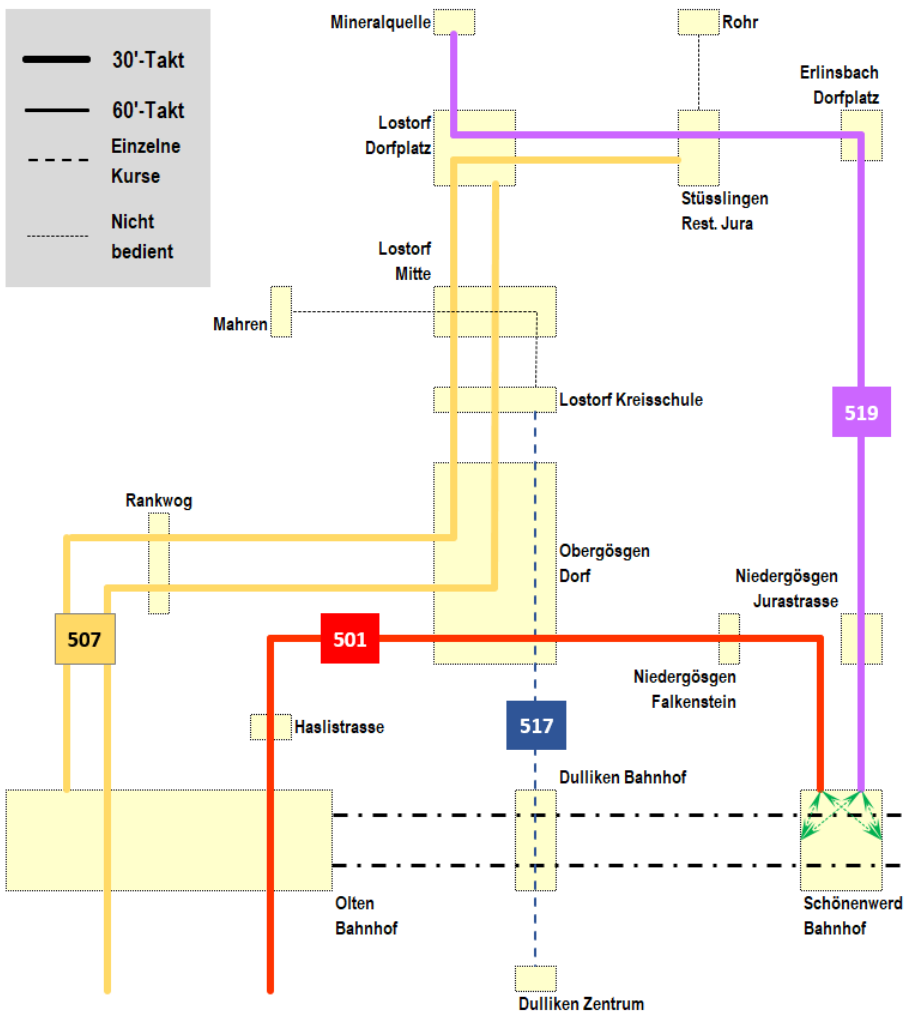 30'-Takt
60'-Takt
Einzelne
Kurse
Nicht
bedient
Mineralquelle
Rohr
Erlinsbach
Dorfplatz
Lostorf
Dorfplatz
Stüsslingen
Rest. Jura
Lostorf
Mitte
Mahren
Lostorf Kreisschule
519
Rankwog
Obergösgen
Dorf
Niedergösgen
Jurastrasse
507
501
Niedergösgen
Falkenstein
Haslistrasse
517
Dulliken Bahnhof
Olten
Bahnhof
Schönenwerd
Bahnhof
Dulliken Zentrum